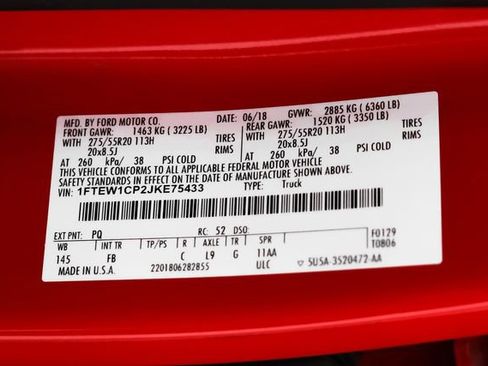 MFD. BY FORD MOTOR CO. 06/18 GVWR: 2885 KG (6360 LB)
FRONT GAWR: 1463 KG (3225 LB) REAR GAWR: 1520 KG (3350 LB)
WITH 275/55R20 113H TIRES WITH 275/55R20 113H TIRES
20x8.5J RIMS 20x8.5J RIMS
AT 260 kPa/ 38 PSI COLD AT 260 kPa/ 38 PSI COLD
THIS VEHICLE CONFORMS TO ALL APPLICABLE FEDERAL MOTOR VEHICLE
SAFETY STANDARDS IN EFFECT ON THE DATE OF MANUFACTURE SHOWN ABOVE.
VIN: 1FTEW1CP2JKE75433 TYPE: Truck
EXT PNT: PQ RC: 52 DSO: F0129
WB INT TR TP/PS R AXLE TR SPR T0806
145 FB C L9 G 11AA
MADE IN U.S.A. 2201806282855 ULC ▽ 5U5A-3520472-AA